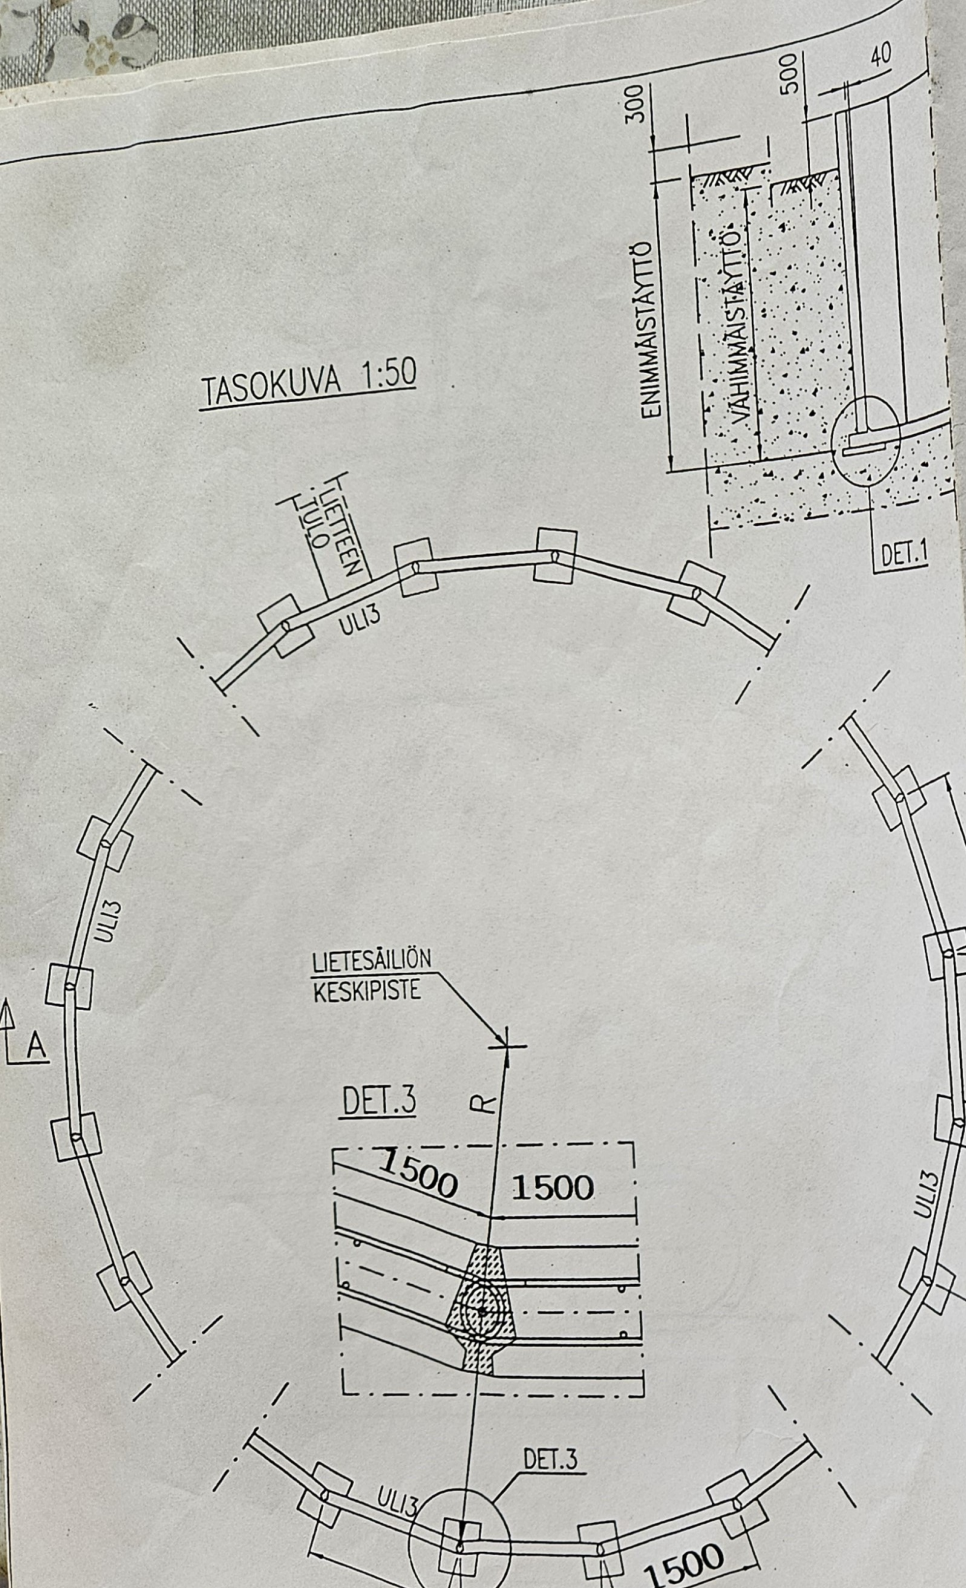 300
500
40
ENIMMÄISTÄYTTÖ
VÄHIMMÄISTÄYTTÖ
TASOKUVA 1:50
DET.1
LIETTEEN
TULO
ULI3
ULI3
LIETESÄILIÖN
KESKIPISTE
A
DET.3
R
1500
1500
ULI3
DET.3
ULI3
1500